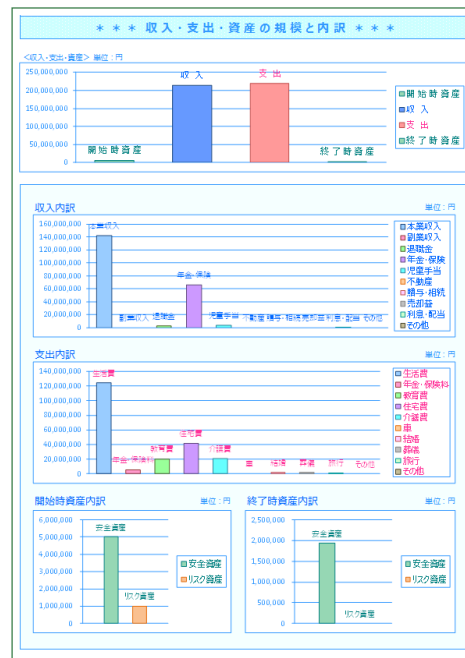 ＊ ＊ ＊ 収入・支出・資産の規模と内訳 ＊ ＊ ＊
<収入・支出・資産> 単位：円
250,000,000
200,000,000
150,000,000
100,000,000
50,000,000
0
開始時資産
収 入
支 出
終了時資産
開始時資産
収 入
支 出
終了時資産
収入内訳 単位：円
160,000,000
140,000,000
120,000,000
100,000,000
80,000,000
60,000,000
40,000,000
20,000,000
0
本業収入
副業収入
退職金
年金・保険
児童手当
不動産
贈与・相続
売却益
利息・配当
その他
本業収入
副業収入
退職金
年金・保険
児童手当
不動産
贈与・相続
売却益
利息・配当
その他
支出内訳 単位：円
140,000,000
120,000,000
100,000,000
80,000,000
60,000,000
40,000,000
20,000,000
0
生活費
年金・保険料
教育費
住宅費
介護費
車
結婚
葬儀
旅行
その他
生活費
年金・保険料
教育費
住宅費
介護費
車
結婚
葬儀
旅行
その他
開始時資産内訳 単位：円
6,000,000
5,000,000
4,000,000
3,000,000
2,000,000
1,000,000
0
安全資産
リスク資産
安全資産
リスク資産
終了時資産内訳 単位：円
2,500,000
2,000,000
1,500,000
1,000,000
500,000
0
安全資産
リスク資産
安全資産
リスク資産